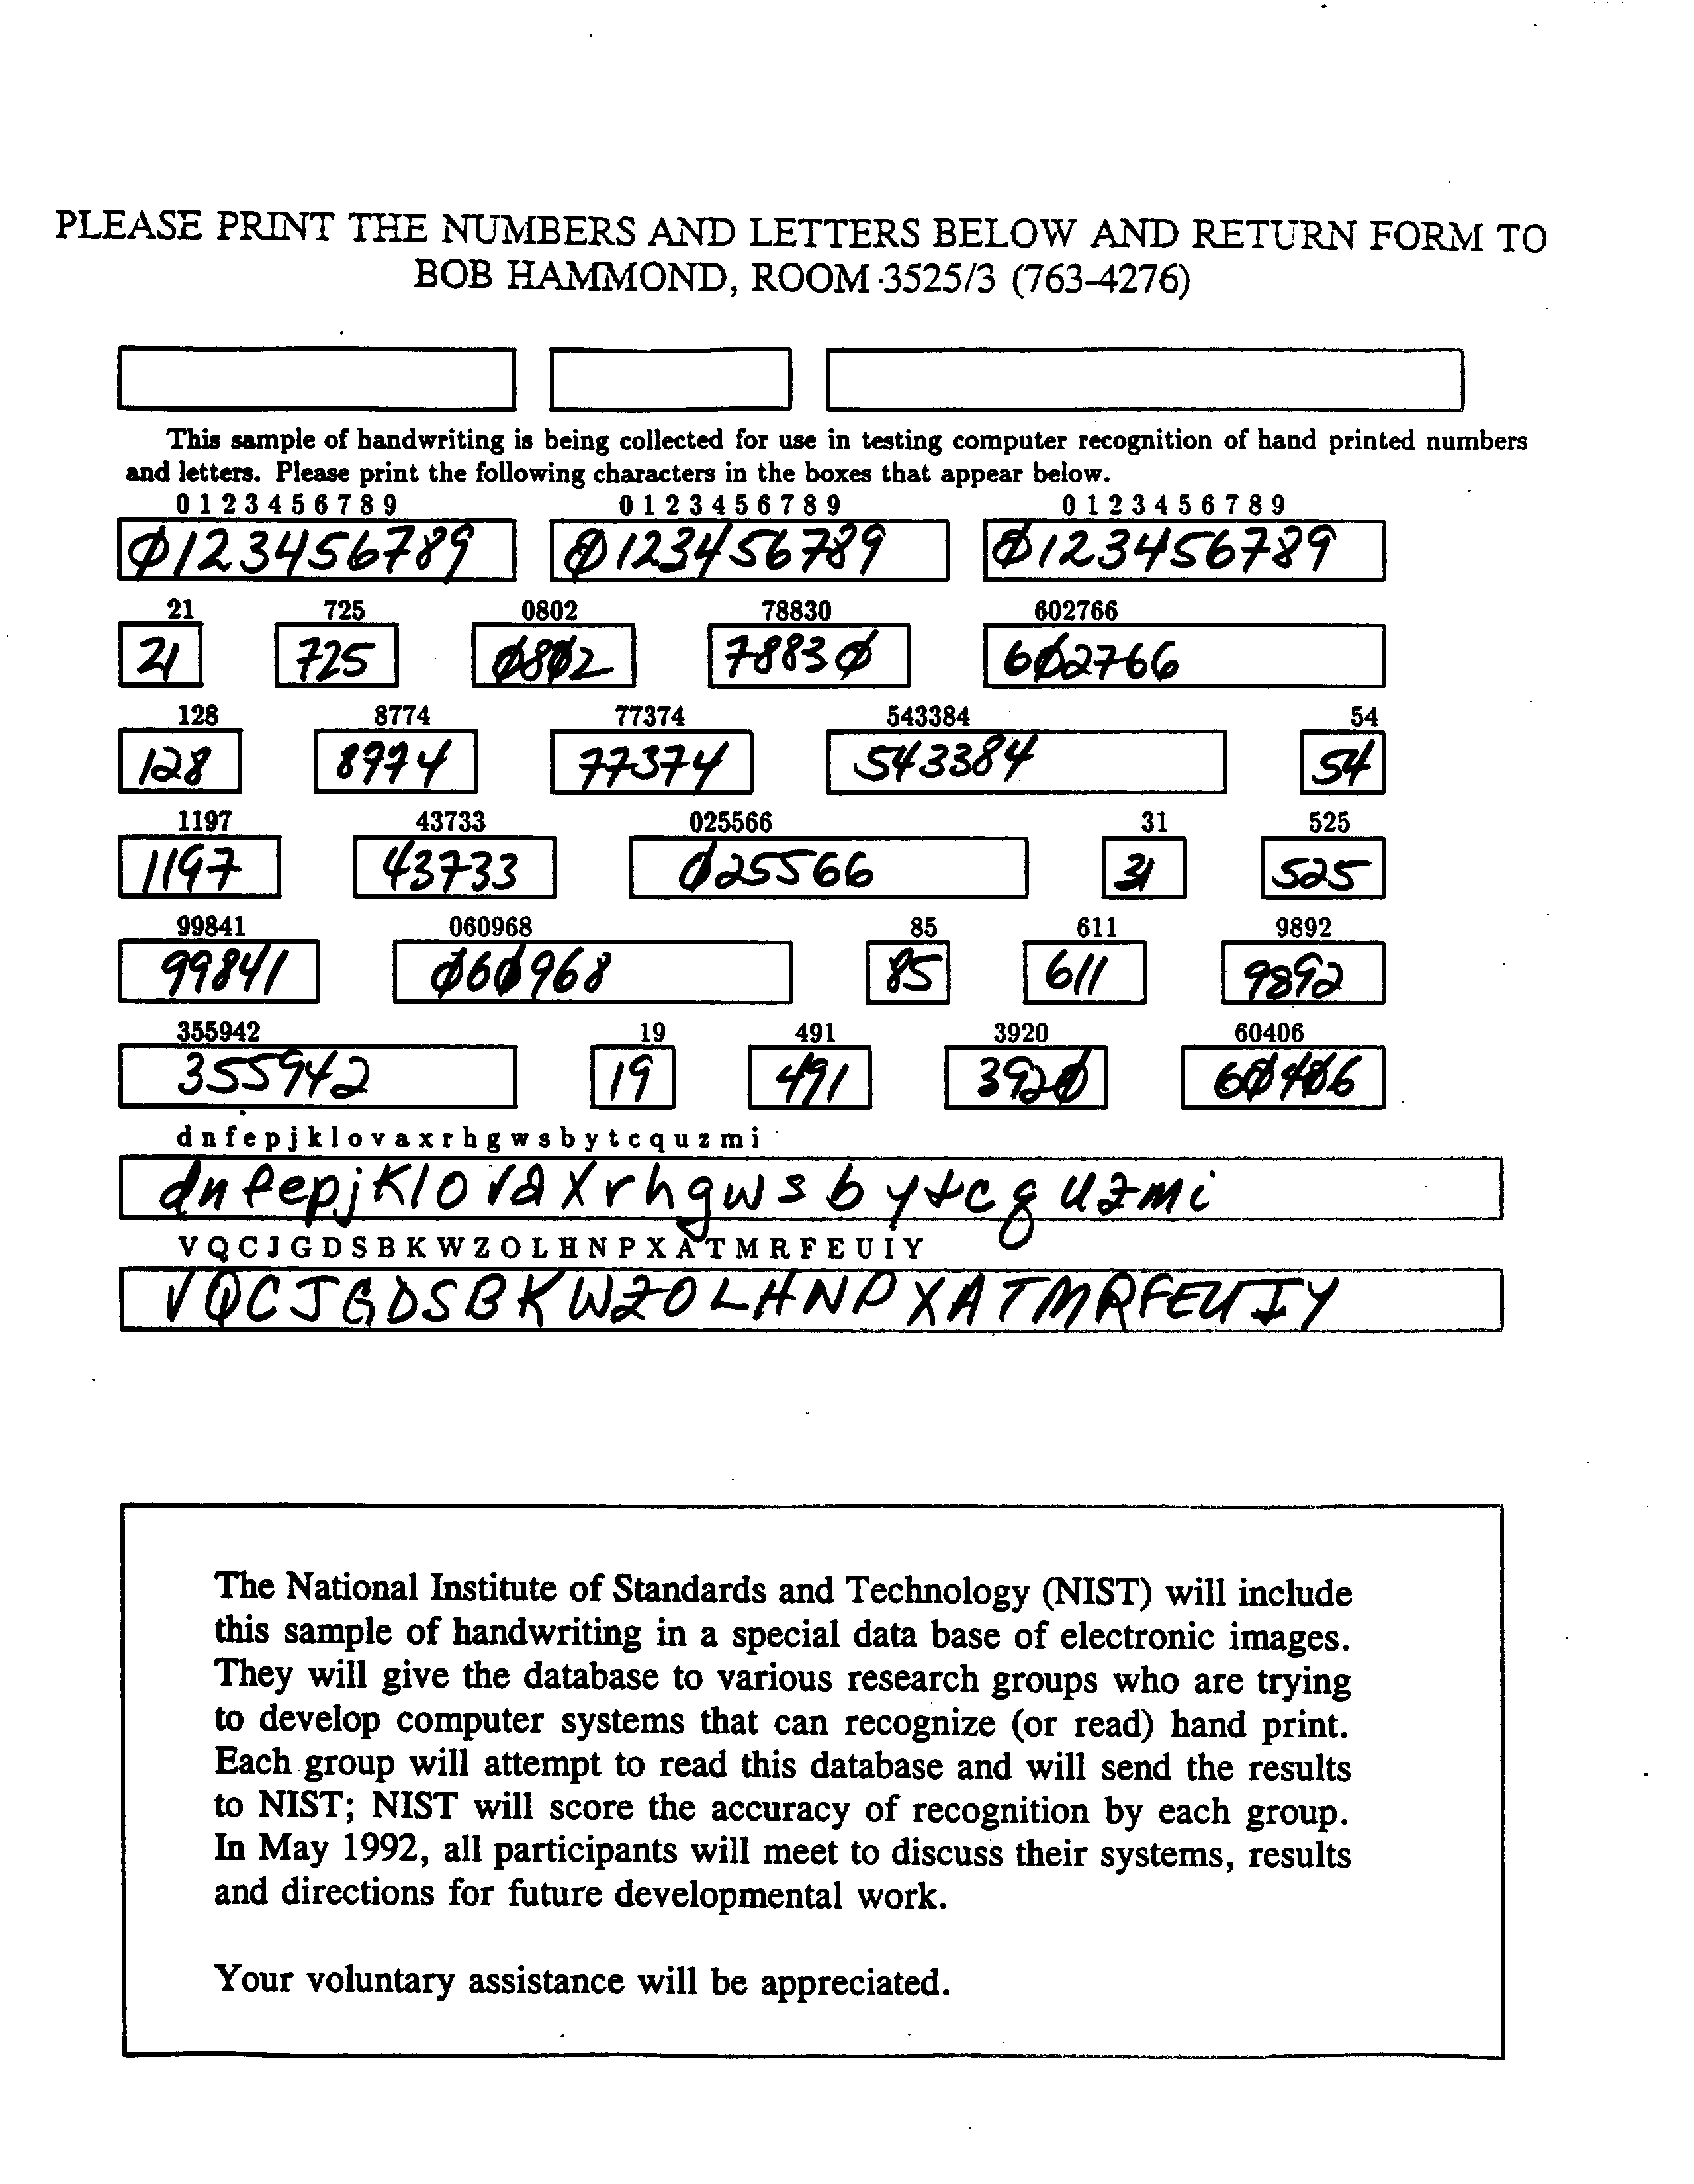 PLEASE PRINT THE NUMBERS AND LETTERS BELOW AND RETURN FORM TO
BOB HAMMOND, ROOM 3525/3 (763-4276)
This sample of handwriting is being collected for use in testing computer recognition of hand printed numbers
and letters. Please print the following characters in the boxes that appear below.
0 1 2 3 4 5 6 7 8 9 0 1 2 3 4 5 6 7 8 9 0 1 2 3 4 5 6 7 8 9
0123456789 0123456789 0123456789
21 725 0802 78830 602766
21 725 0802 78830 602766
128 8774 77374 543384 54
128 8774 77374 543384 54
1197 43733 025566 31 525
1197 43733 025566 31 525
99841 060968 85 611 9892
99841 060968 85 611 9892
355942 19 491 3920 60406
355942 19 491 3920 60406
d n f e p j k l o v a x r h g w s b y t c q u z m i
dnfepjklovaxrhgwsbytcquzmi
V Q C J G D S B K W Z O L H N P X A T M R F E U I Y
VQCJGDSBKWZOLHNPXATMRFEUIY
The National Institute of Standards and Technology (NIST) will include
this sample of handwriting in a special data base of electronic images.
They will give the database to various research groups who are trying
to develop computer systems that can recognize (or read) hand print.
Each group will attempt to read this database and will send the results
to NIST; NIST will score the accuracy of recognition by each group.
In May 1992, all participants will meet to discuss their systems, results
and directions for future developmental work.
Your voluntary assistance will be appreciated.